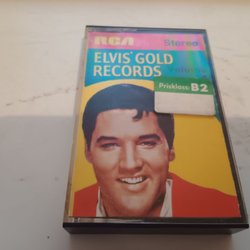 RCA Stereo
ELVIS' GOLD
RECORDS
Prisklass: B2